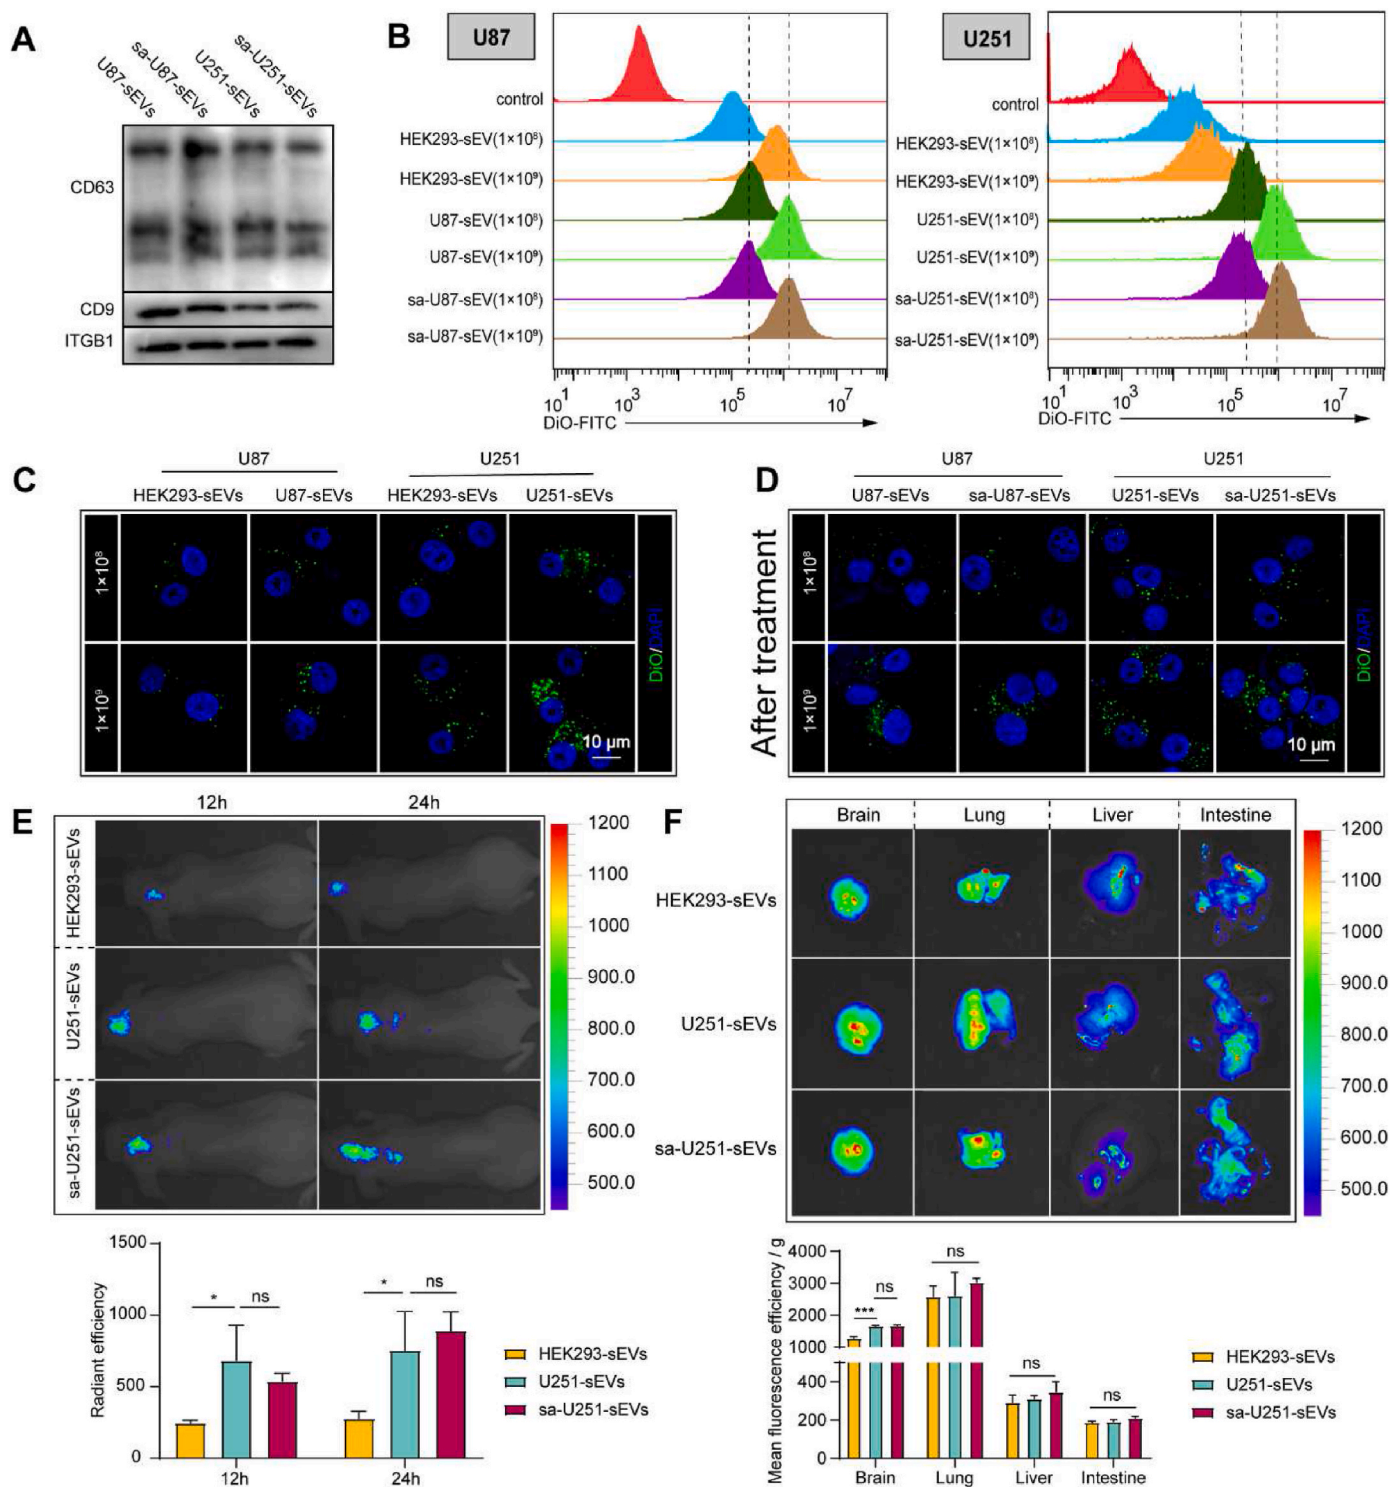 A
U87-sEVs
sa-U87-sEVs
U251-sEVs
sa-U251-sEVs
CD63
CD9
ITGB1
B
U87
control
HEK293-sEV(1×10⁸)
HEK293-sEV(1×10⁹)
U87-sEV(1×10⁸)
U87-sEV(1×10⁹)
sa-U87-sEV(1×10⁸)
sa-U87-sEV(1×10⁹)
10¹ 10³ 10⁵ 10⁷
DiO-FITC
U251
control
HEK293-sEV(1×10⁸)
HEK293-sEV(1×10⁹)
U251-sEV(1×10⁸)
U251-sEV(1×10⁹)
sa-U251-sEV(1×10⁸)
sa-U251-sEV(1×10⁹)
10¹ 10³ 10⁵ 10⁷
DiO-FITC
C
U87 U251
HEK293-sEVs U87-sEVs HEK293-sEVs U251-sEVs
1×10⁸
1×10⁹
10 μm
DiO/DAPI
D
After treatment
U87 U251
U87-sEVs sa-U87-sEVs U251-sEVs sa-U251-sEVs
1×10⁸
1×10⁹
10 μm
DiO/DAPI
E
12h 24h
HEK293-sEVs
U251-sEVs
sa-U251-sEVs
1200
1100
1000
900.0
800.0
700.0
600.0
500.0
Radiant efficiency
1500
1000
500
0
* ns
* ns
12h 24h
HEK293-sEVs
U251-sEVs
sa-U251-sEVs
F
Brain Lung Liver Intestine
HEK293-sEVs
U251-sEVs
sa-U251-sEVs
1200
1100
1000
900.0
800.0
700.0
600.0
500.0
Mean fluorescence efficiency / g
4000
3000
2000
1000
400
200
0
*** ns
ns
ns
ns
Brain Lung Liver Intestine
HEK293-sEVs
U251-sEVs
sa-U251-sEVs